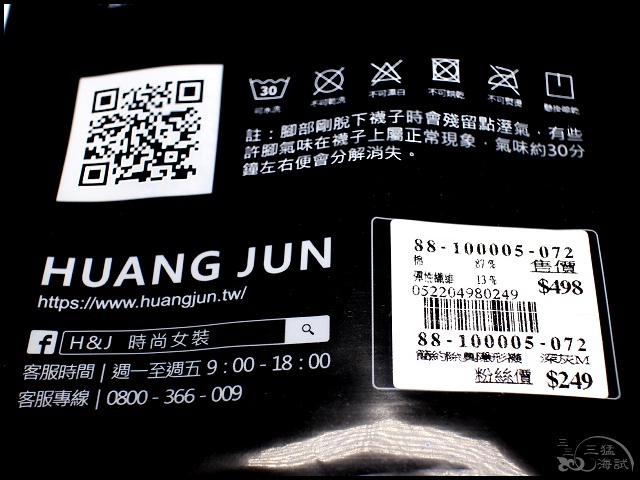 30
可水洗
不可乾洗
不可漂白
不可烘乾
不可熨燙
懸掛晾乾
註：腳部剛脫下襪子時會殘留點溼氣，有些
許腳氣味在襪子上屬正常現象，氣味約30分
鐘左右便會分解消失。
HUANG JUN
https://www.huangjun.tw/
f H&J 時尚女裝
客服時間｜週一至週五 9：00-18：00
客服專線｜0800-366-009
88-100005-072
棉 87% 售價
彈性纖維 13% $498
052204980249
88-100005-072
深灰M
粉絲價 $249
三猛
海試